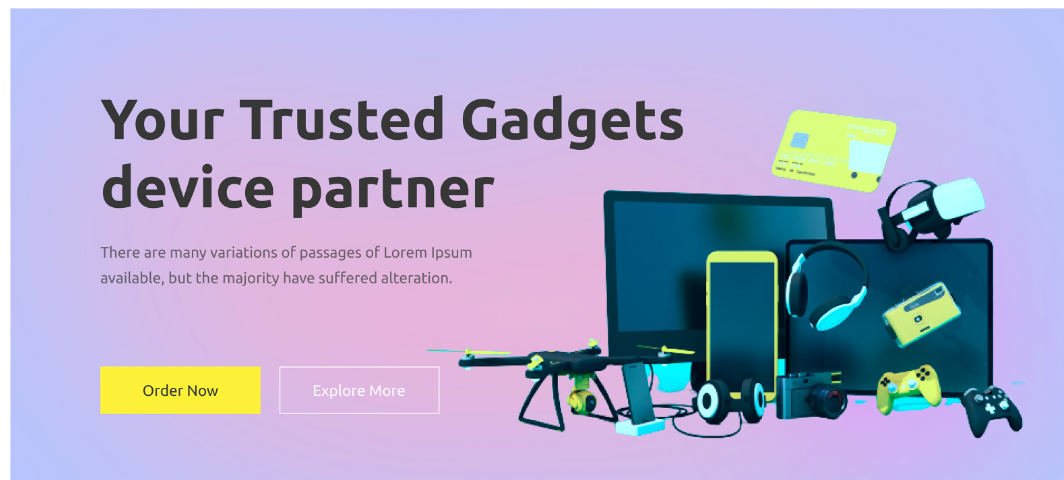 Your Trusted Gadgets
device partner
There are many variations of passages of Lorem Ipsum
available, but the majority have suffered alteration.
Order Now
Explore More